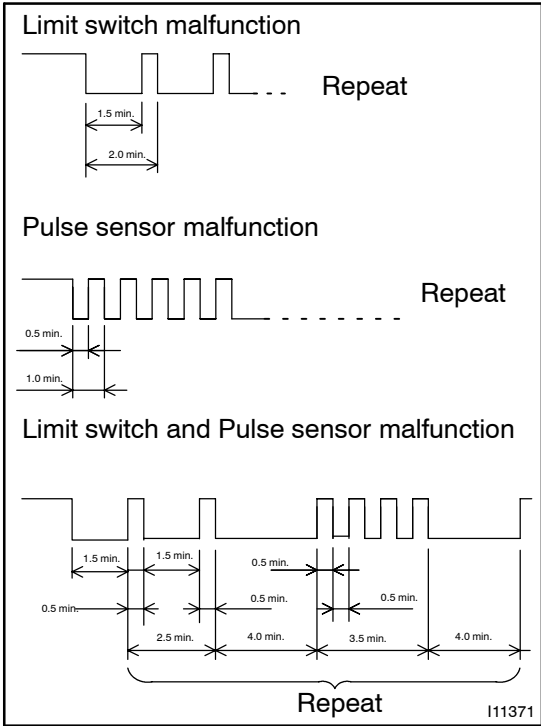 Limit switch malfunction
Repeat
1.5 min.
2.0 min.
Pulse sensor malfunction
Repeat
0.5 min.
1.0 min.
Limit switch and Pulse sensor malfunction
1.5 min.
1.5 min.
0.5 min.
0.5 min.
0.5 min.
0.5 min.
2.5 min.
4.0 min.
3.5 min.
4.0 min.
Repeat
I11371